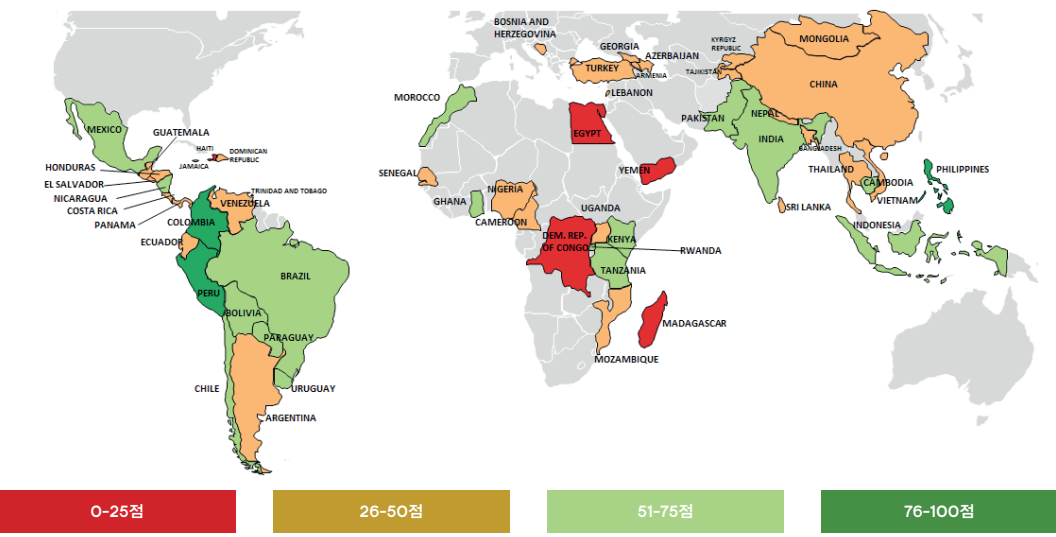 BOSNIA AND
HERZEGOVINA
GEORGIA
AZERBAIJAN
KYRGYZ
REPUBLIC
MONGOLIA
TURKEY
ARMENIA
TAJIKISTAN
CHINA
LEBANON
MOROCCO
MEXICO
GUATEMALA
EGYPT
PAKISTAN
NEPAL
INDIA
BANGLADESH
HAITI
DOMINICAN
REPUBLIC
JAMAICA
HONDURAS
EL SALVADOR
NICARAGUA
COSTA RICA
PANAMA
TRINIDAD AND TOBAGO
VENEZUELA
COLOMBIA
ECUADOR
SENEGAL
GHANA
NIGERIA
CAMEROON
YEMEN
UGANDA
DEM. REP.
OF CONGO
KENYA
RWANDA
TANZANIA
THAILAND
CAMBODIA
VIETNAM
PHILIPPINES
SRI LANKA
INDONESIA
BRAZIL
PERU
BOLIVIA
PARAGUAY
CHILE
URUGUAY
ARGENTINA
MADAGASCAR
MOZAMBIQUE
0-25점
26-50점
51-75점
76-100점